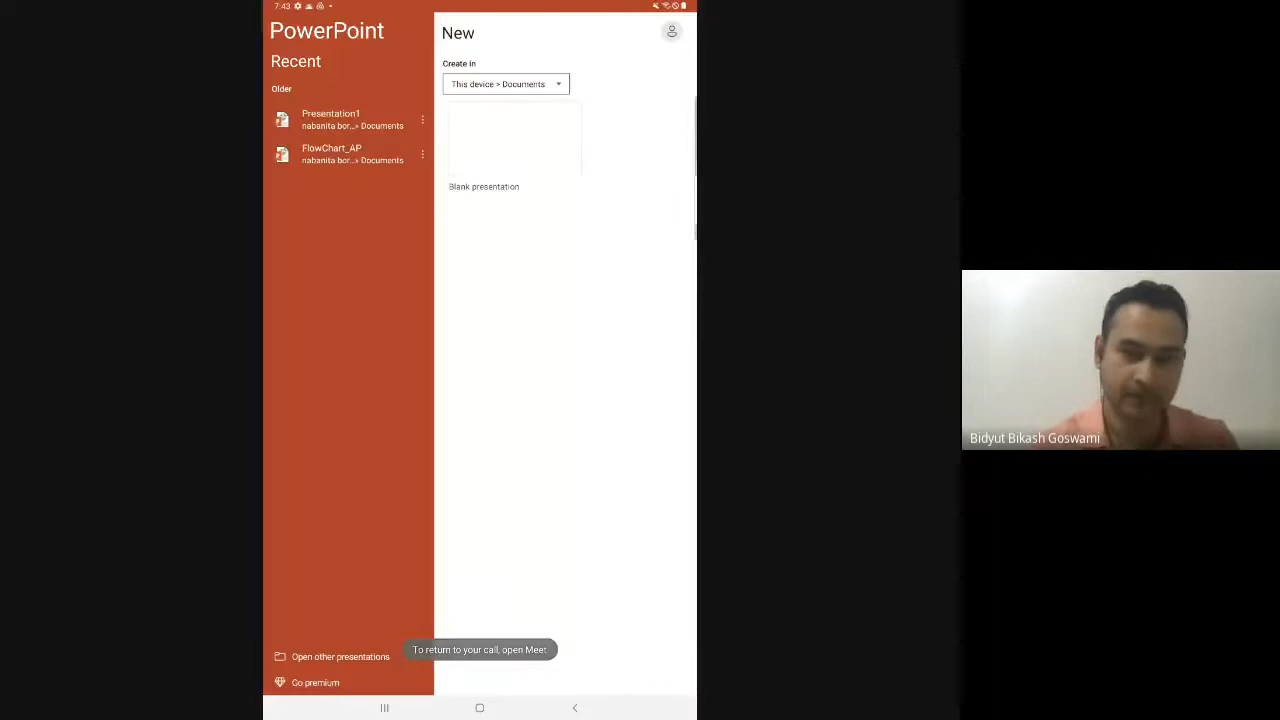 7:43
PowerPoint
Recent
Older
Presentation1
nabanita bor...» Documents
FlowChart_AP
nabanita bor...» Documents
Open other presentations
Go premium
New
Create in
This device > Documents
Blank presentation
To return to your call, open Meet
Bidyut Bikash Goswami